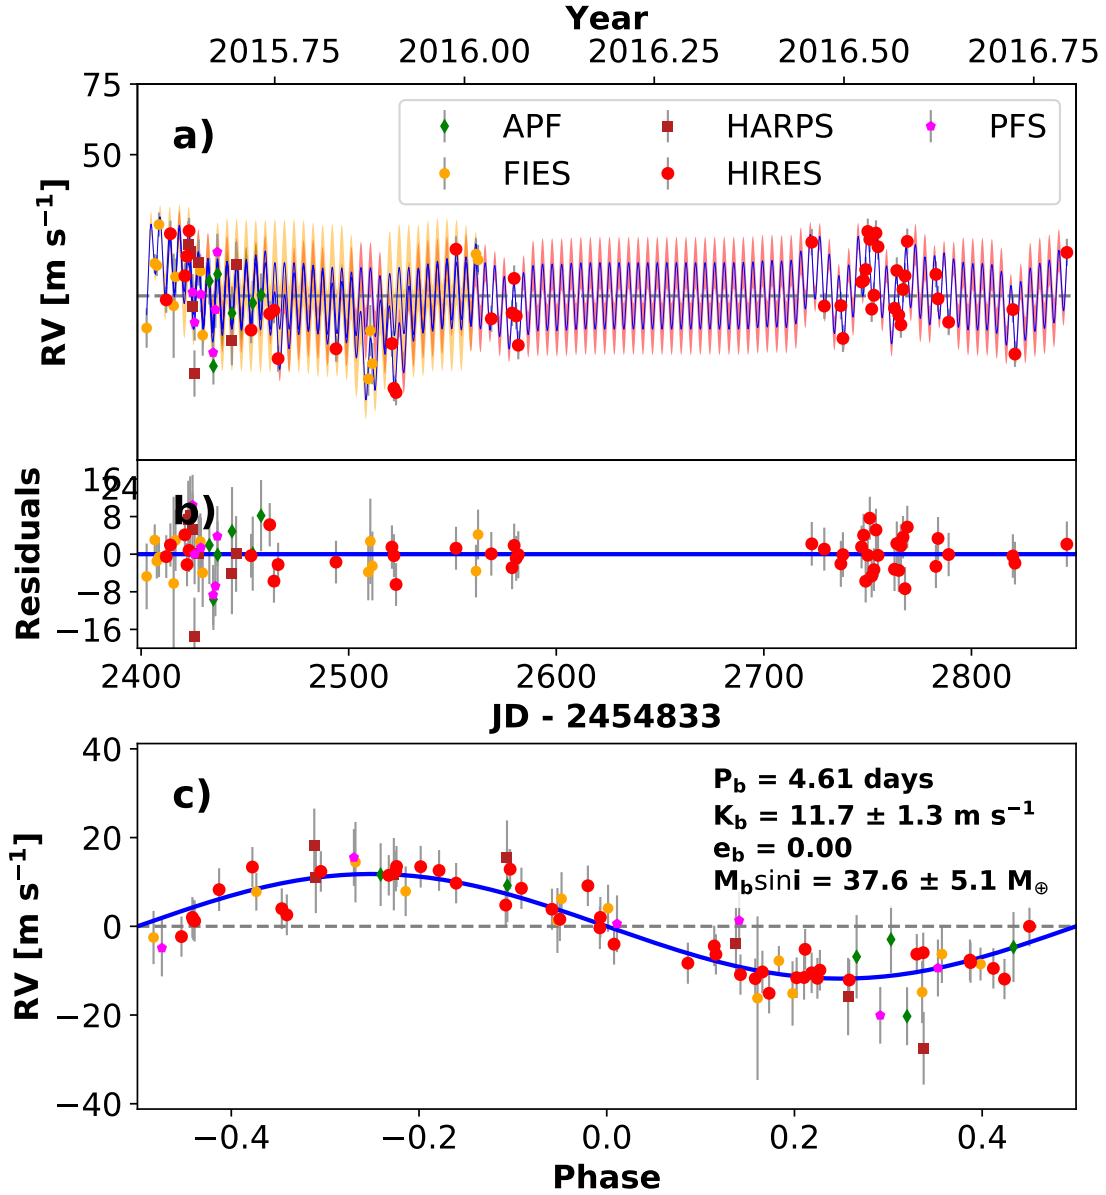 Year
2015.75 2016.00 2016.25 2016.50 2016.75
a)
APF HARPS PFS
FIES HIRES
75
50
RV [m s⁻¹]
b)
16
24
8
0
−8
−16
Residuals
2400 2500 2600 2700 2800
JD - 2454833
c)
P_b = 4.61 days
K_b = 11.7 ± 1.3 m s⁻¹
e_b = 0.00
M_b sin i = 37.6 ± 5.1 M⊕
40
20
0
−20
−40
RV [m s⁻¹]
−0.4 −0.2 0.0 0.2 0.4
Phase